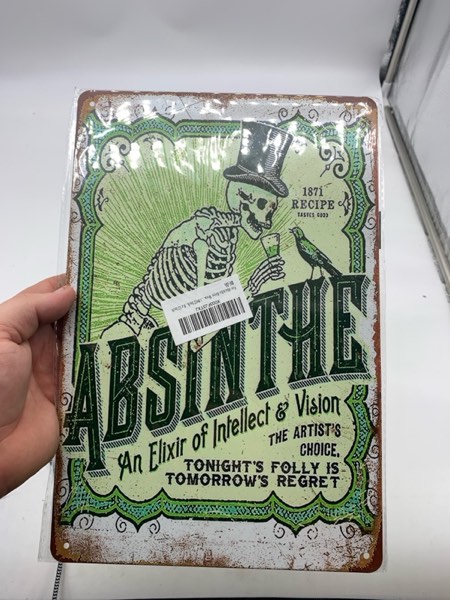 1871
RECIPE
TASTES GOOD
ABSINTHE
An Elixir of Intellect & Vision
THE ARTIST'S
CHOICE,
TONIGHT'S FOLLY IS
TOMORROW'S REGRET